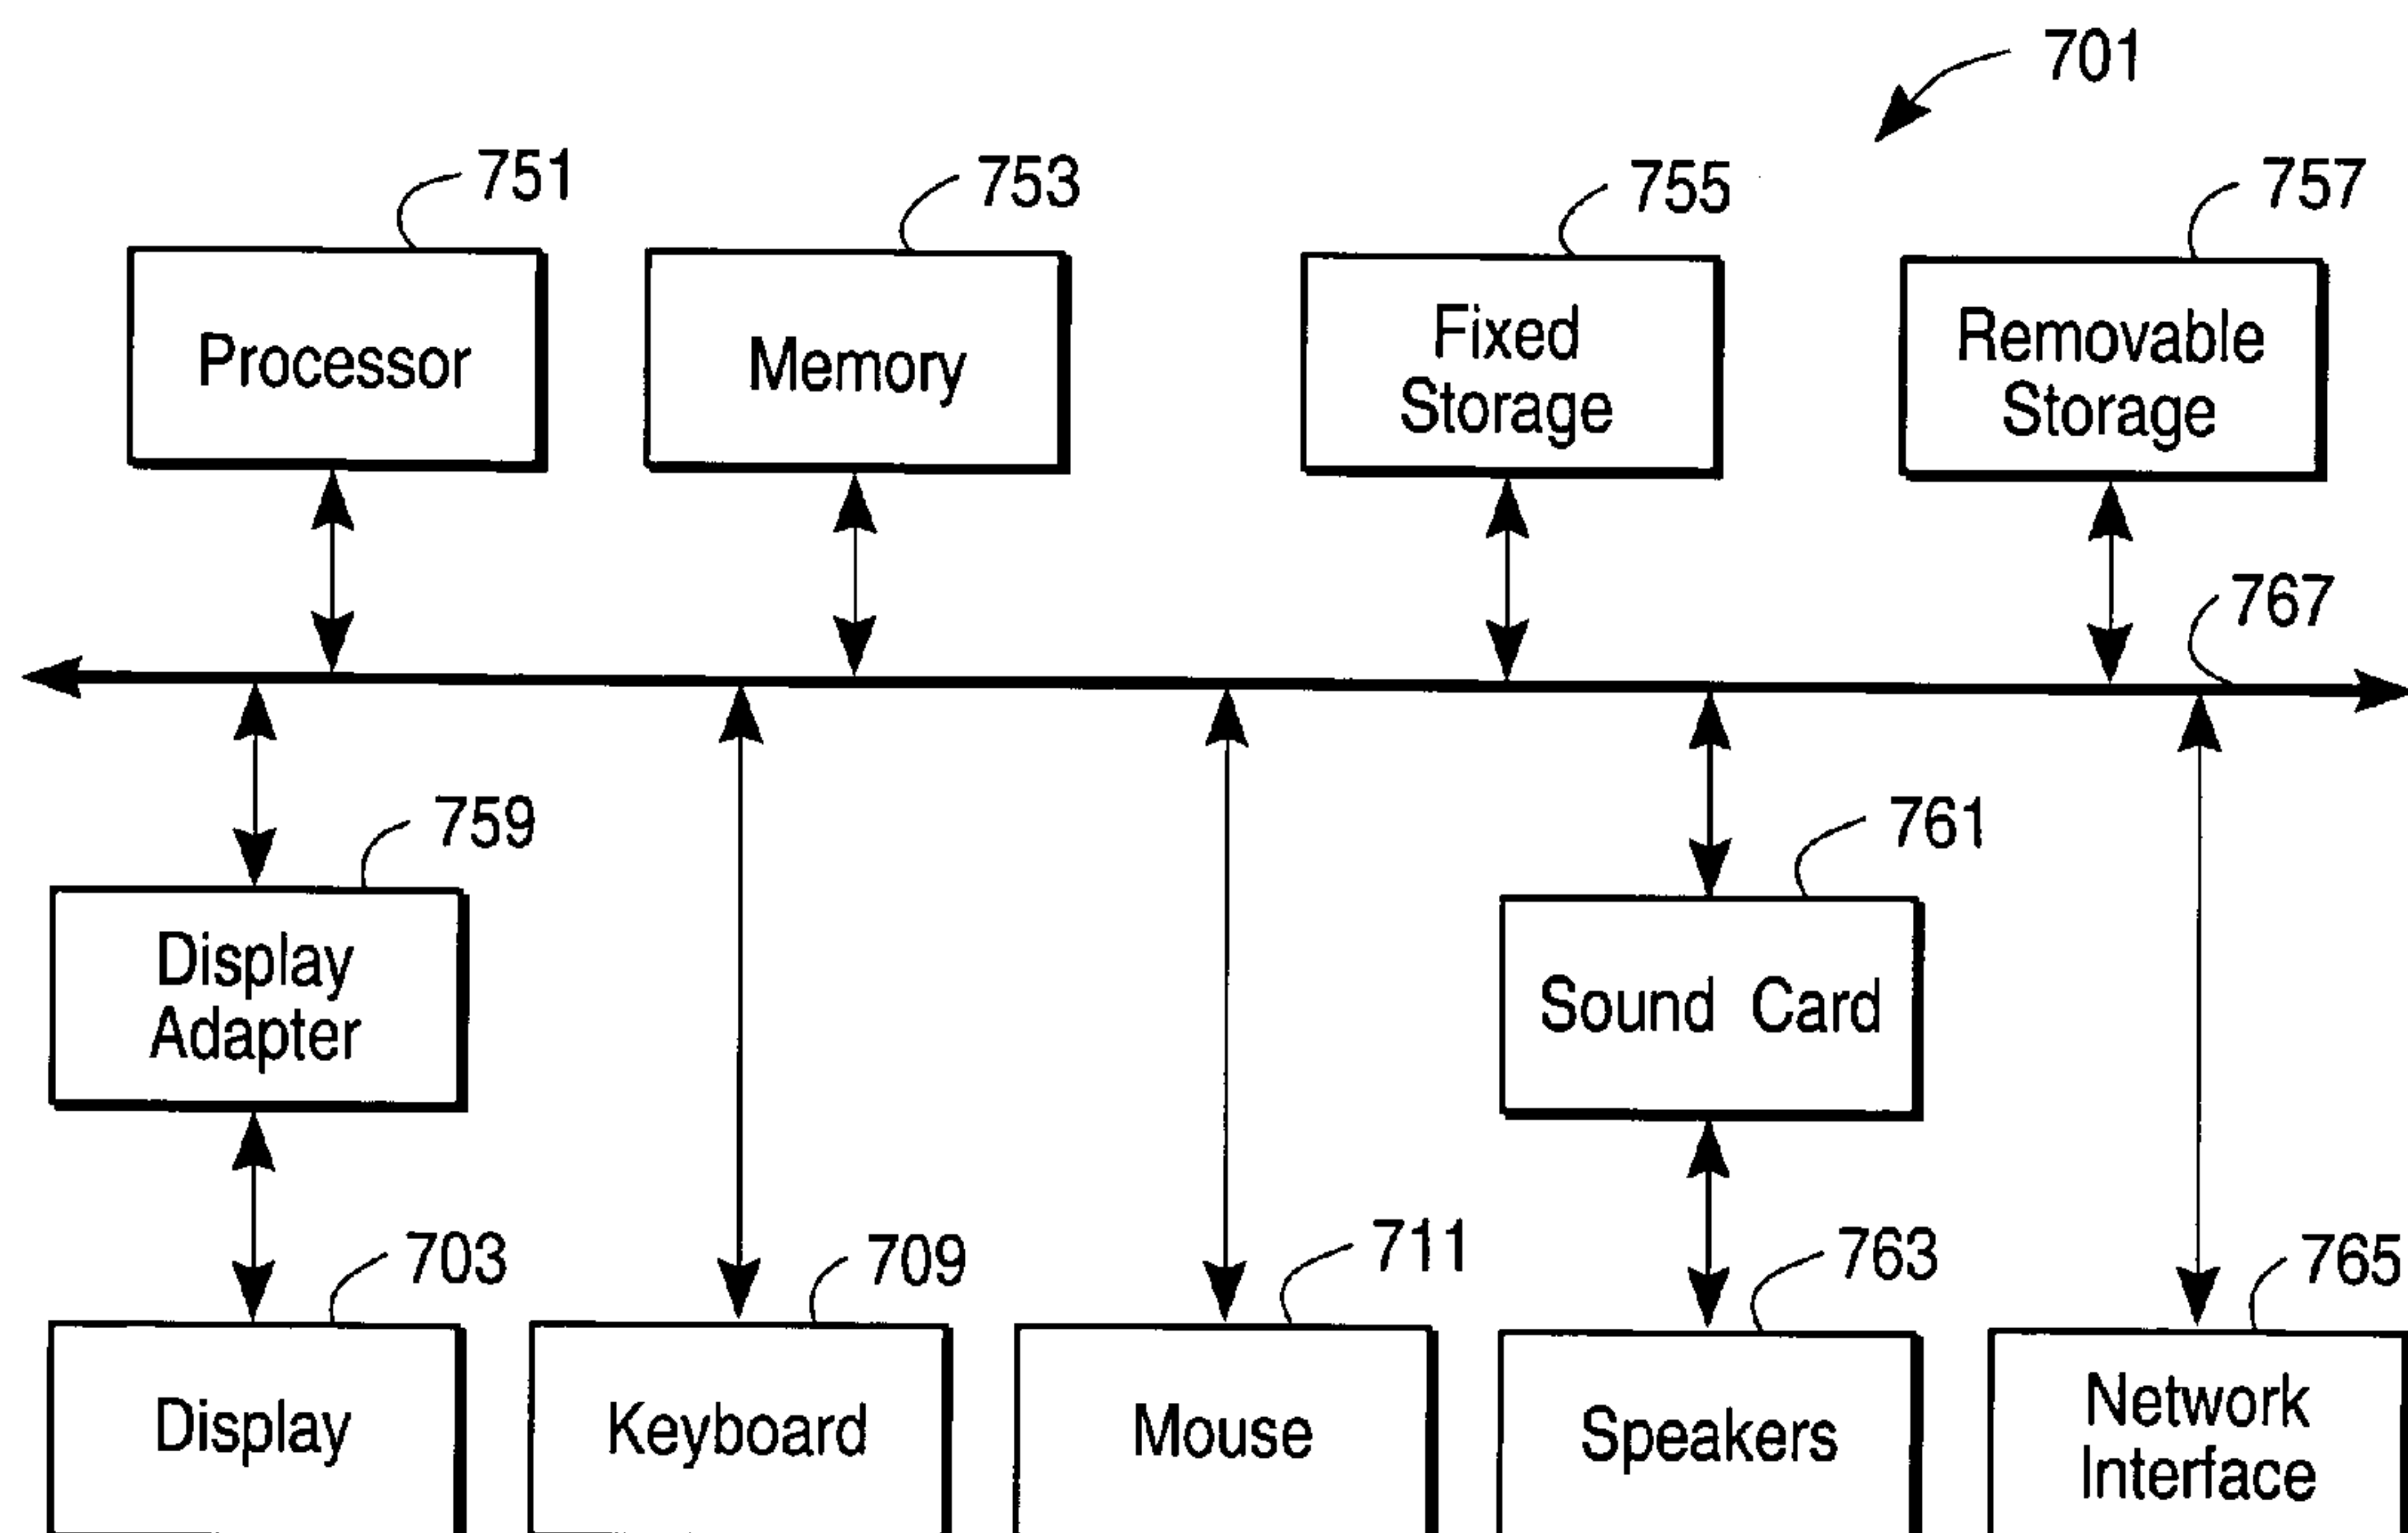 701
751
753
755
757
Processor
Memory
Fixed
Storage
Removable
Storage
767
759
761
Display
Adapter
Sound Card
703
709
711
763
765
Display
Keyboard
Mouse
Speakers
Network
Interface